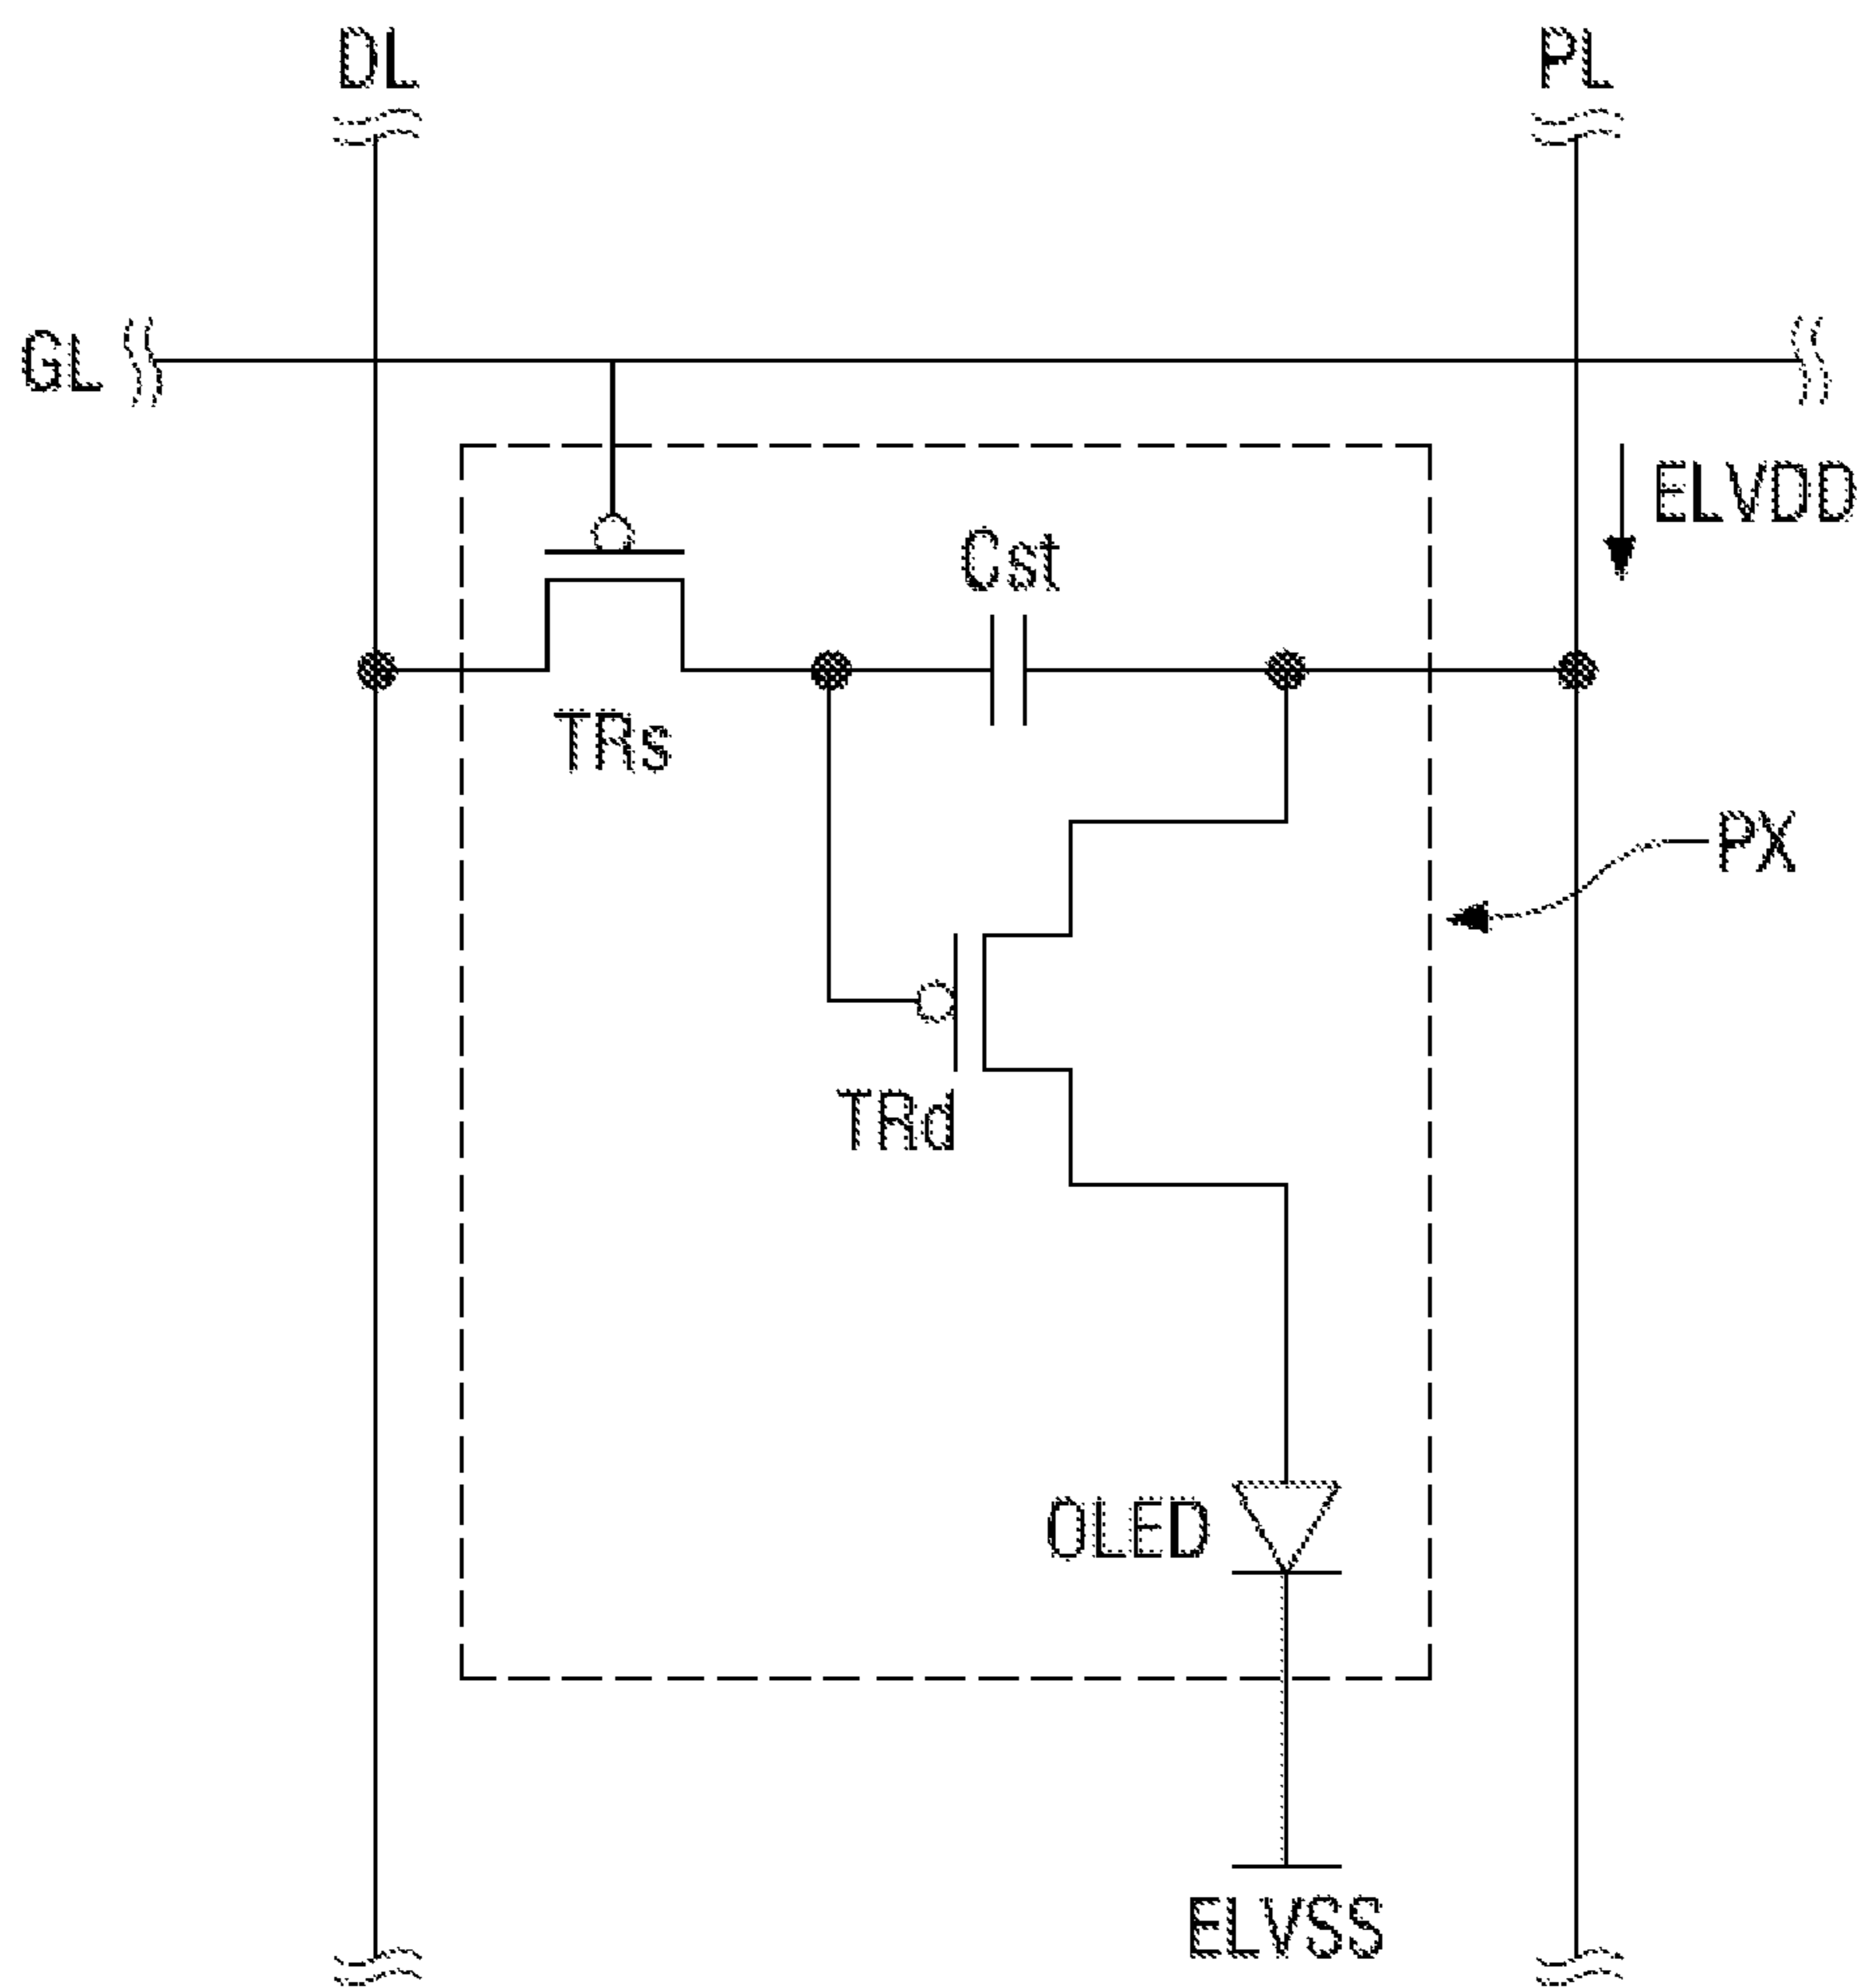 DL
PL
GL
ELVDD
Cst
TRs
PX
TRd
OLED
ELVSS